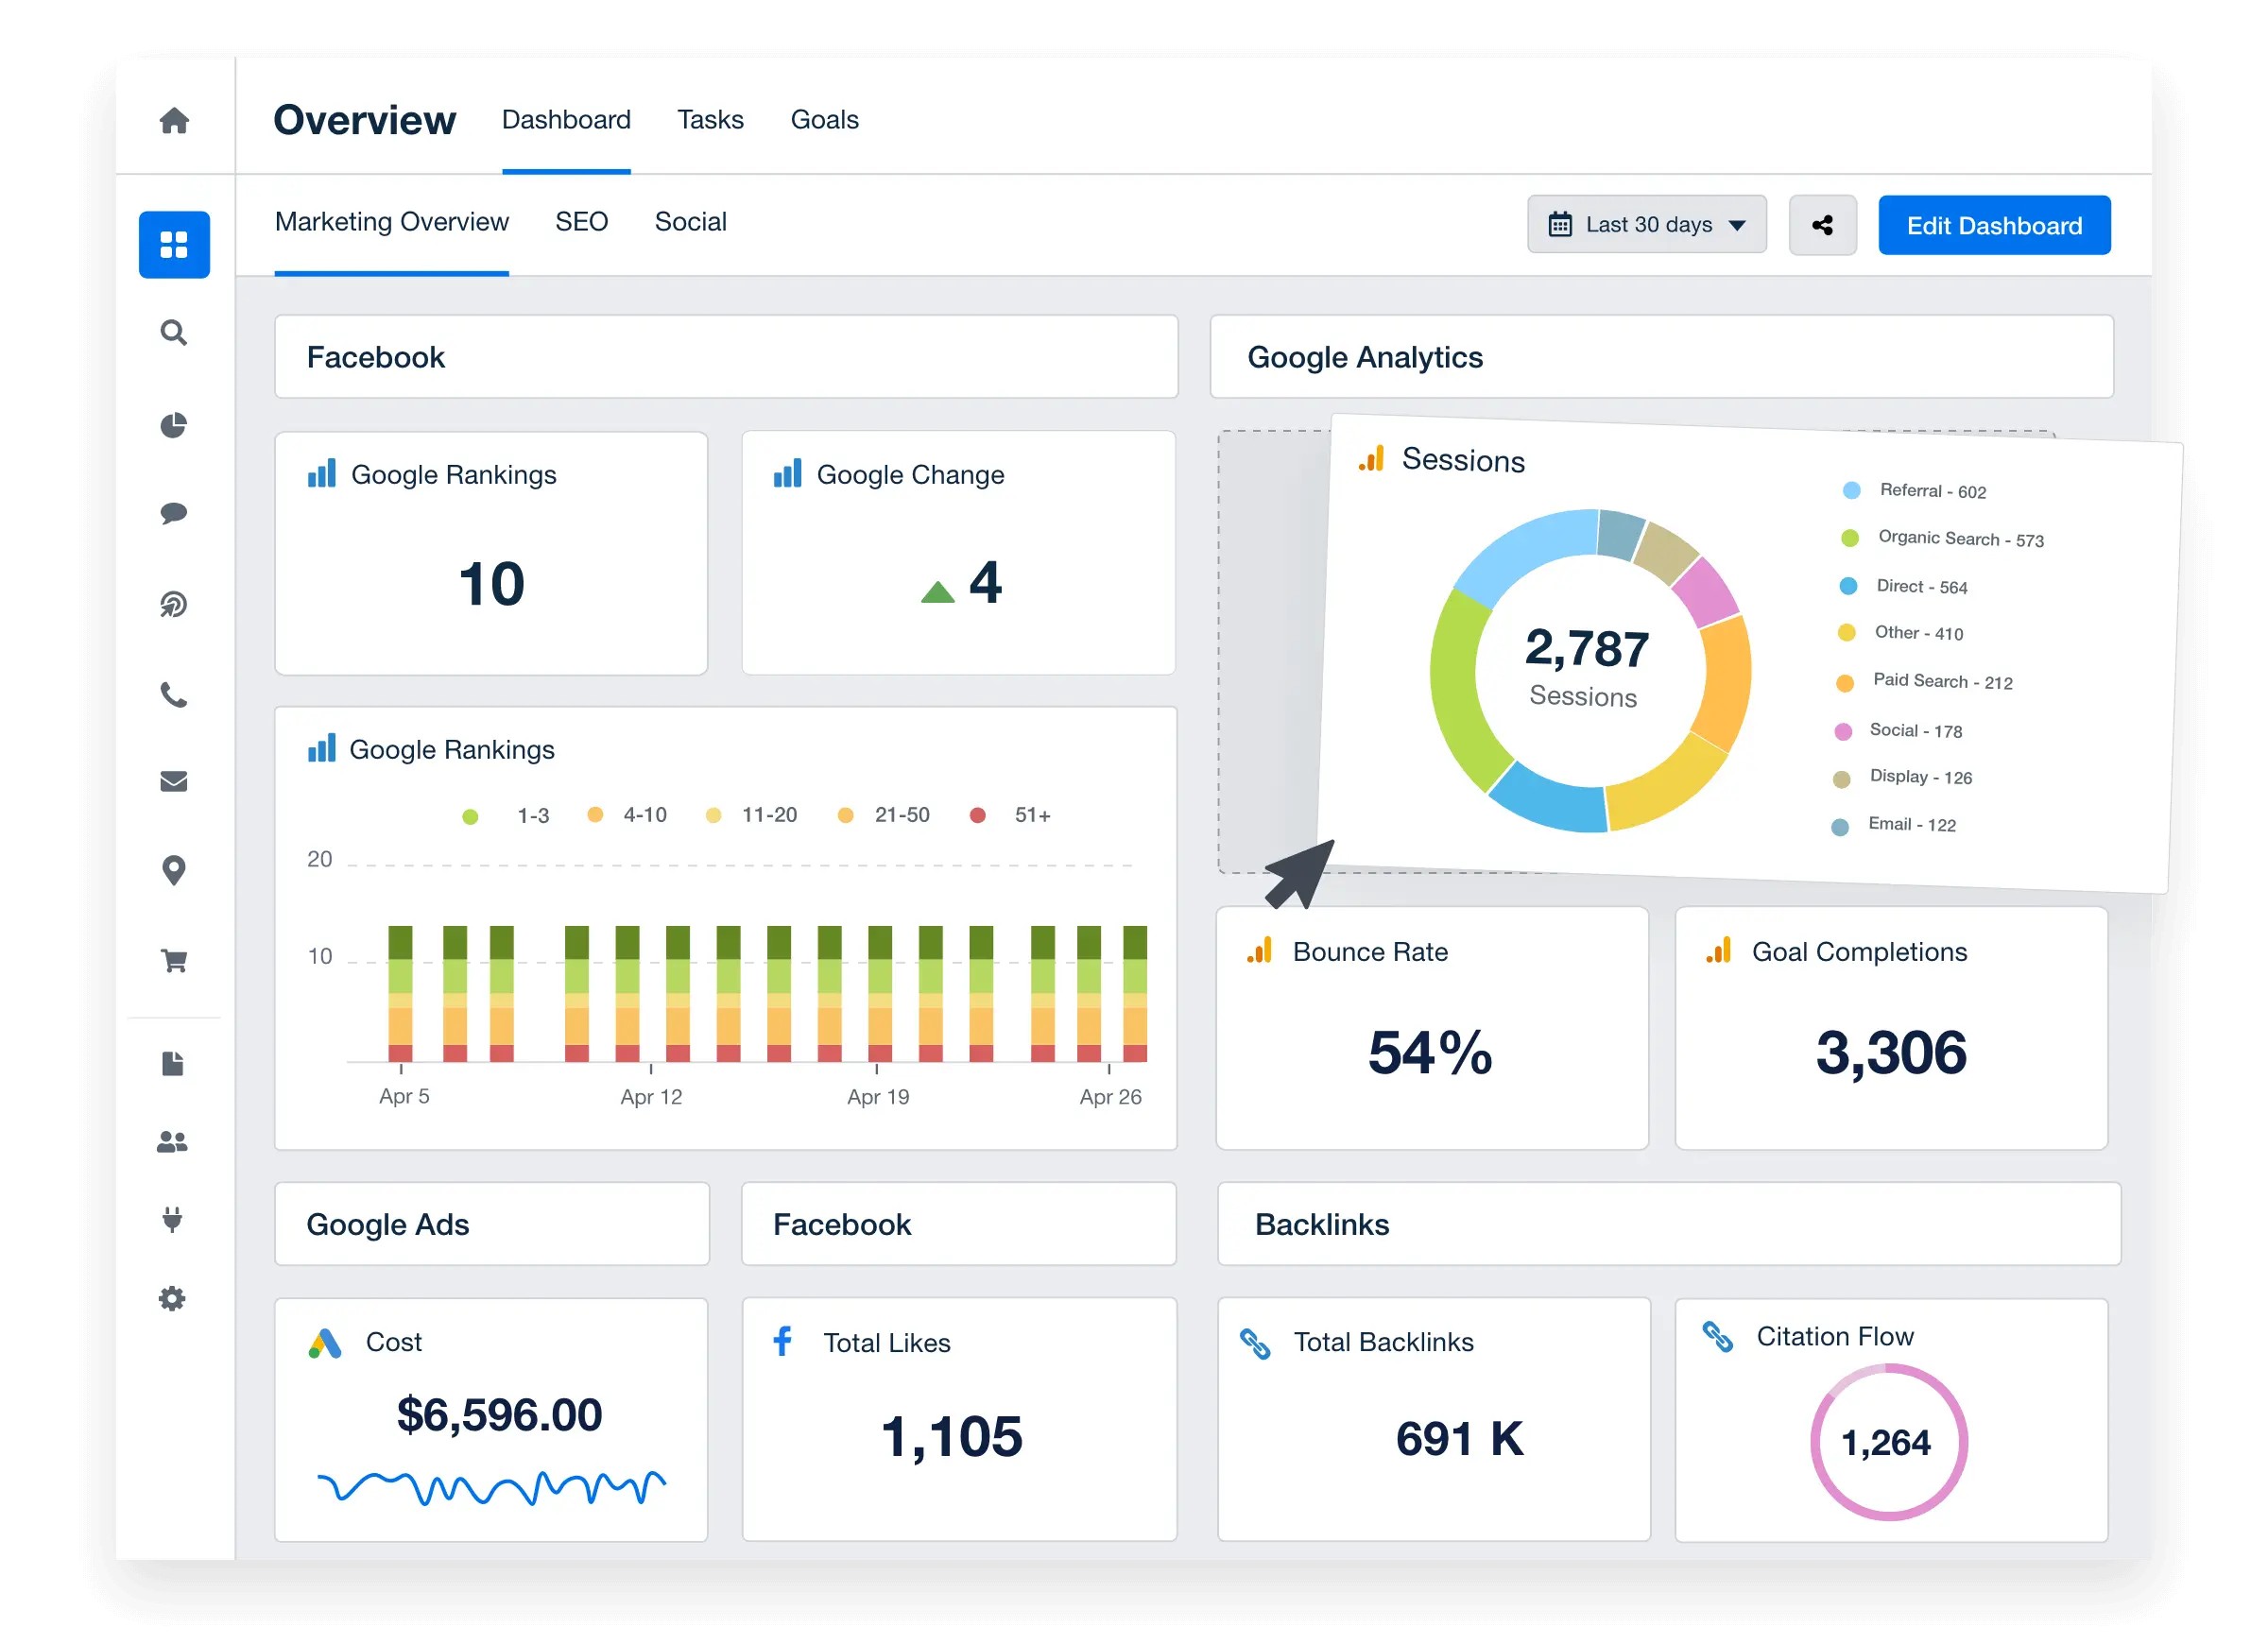 Overview Dashboard Tasks Goals
Marketing Overview SEO Social
Last 30 days
Edit Dashboard
Facebook
Google Analytics
Google Rankings
10
Google Change
4
Sessions
2,787
Sessions
Referral - 602
Organic Search - 573
Direct - 564
Other - 410
Paid Search - 212
Social - 178
Display - 126
Email - 122
Google Rankings
1-3 4-10 11-20 21-50 51+
20
10
Apr 5 Apr 12 Apr 19 Apr 26
Bounce Rate
54%
Goal Completions
3,306
Google Ads
Facebook
Backlinks
Cost
$6,596.00
Total Likes
1,105
Total Backlinks
691 K
Citation Flow
1,264